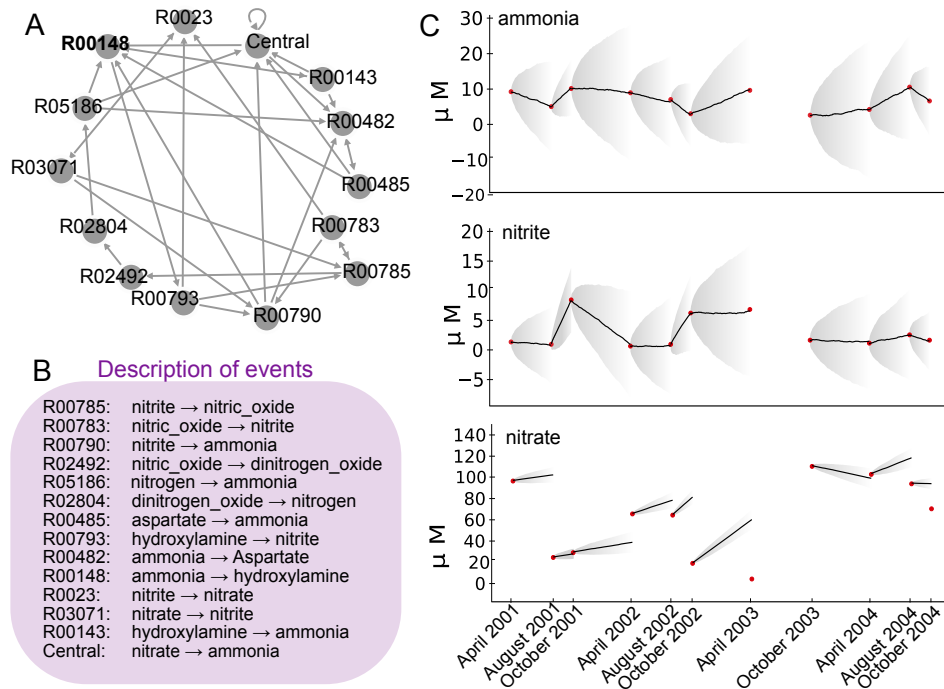 A
R0023
R00148
Central
R00143
R05186
R00482
R03071
R00485
R00783
R02804
R00785
R02492
R00793
R00790
B
Description of events
R00785: nitrite → nitric_oxide
R00783: nitric_oxide → nitrite
R00790: nitrite → ammonia
R02492: nitric_oxide → dinitrogen_oxide
R05186: nitrogen → ammonia
R02804: dinitrogen_oxide → nitrogen
R00485: aspartate → ammonia
R00793: hydroxylamine → nitrite
R00482: ammonia → Aspartate
R00148: ammonia → hydroxylamine
R0023: nitrite → nitrate
R03071: nitrate → nitrite
R00143: hydroxylamine → ammonia
Central: nitrate → ammonia
C
ammonia
μ M
30
20
10
0
−10
−20
nitrite
μ M
20
15
10
5
0
−5
nitrate
μ M
140
120
100
80
60
40
20
0
April 2001
August 2001
October 2001
April 2002
August 2002
October 2002
April 2003
October 2003
April 2004
August 2004
October 2004